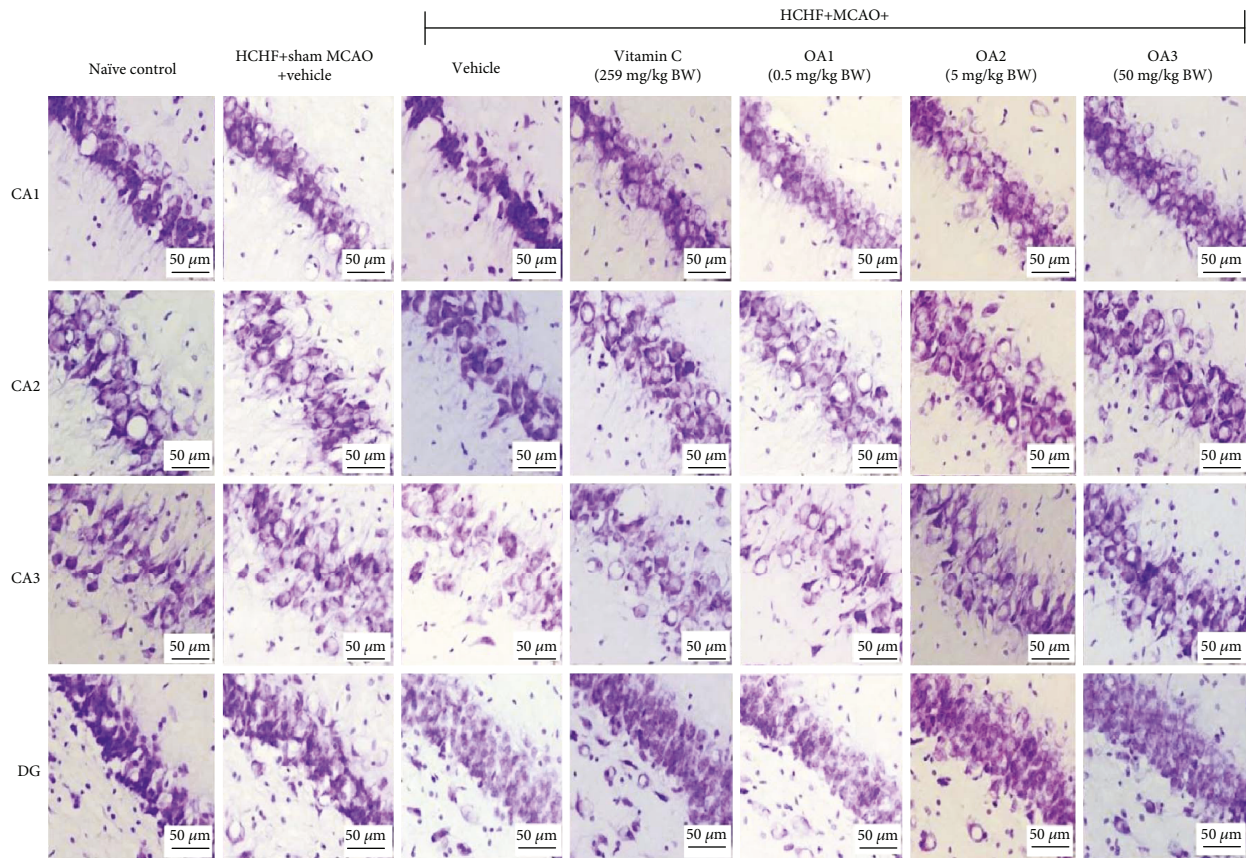 HCHF+MCAO+
Naïve control
HCHF+sham MCAO
+vehicle
Vehicle
Vitamin C
(259 mg/kg BW)
OA1
(0.5 mg/kg BW)
OA2
(5 mg/kg BW)
OA3
(50 mg/kg BW)
CA1
50 µm
50 µm
50 µm
50 µm
50 µm
50 µm
50 µm
CA2
50 µm
50 µm
50 µm
50 µm
50 µm
50 µm
50 µm
CA3
50 µm
50 µm
50 µm
50 µm
50 µm
50 µm
50 µm
DG
50 µm
50 µm
50 µm
50 µm
50 µm
50 µm
50 µm